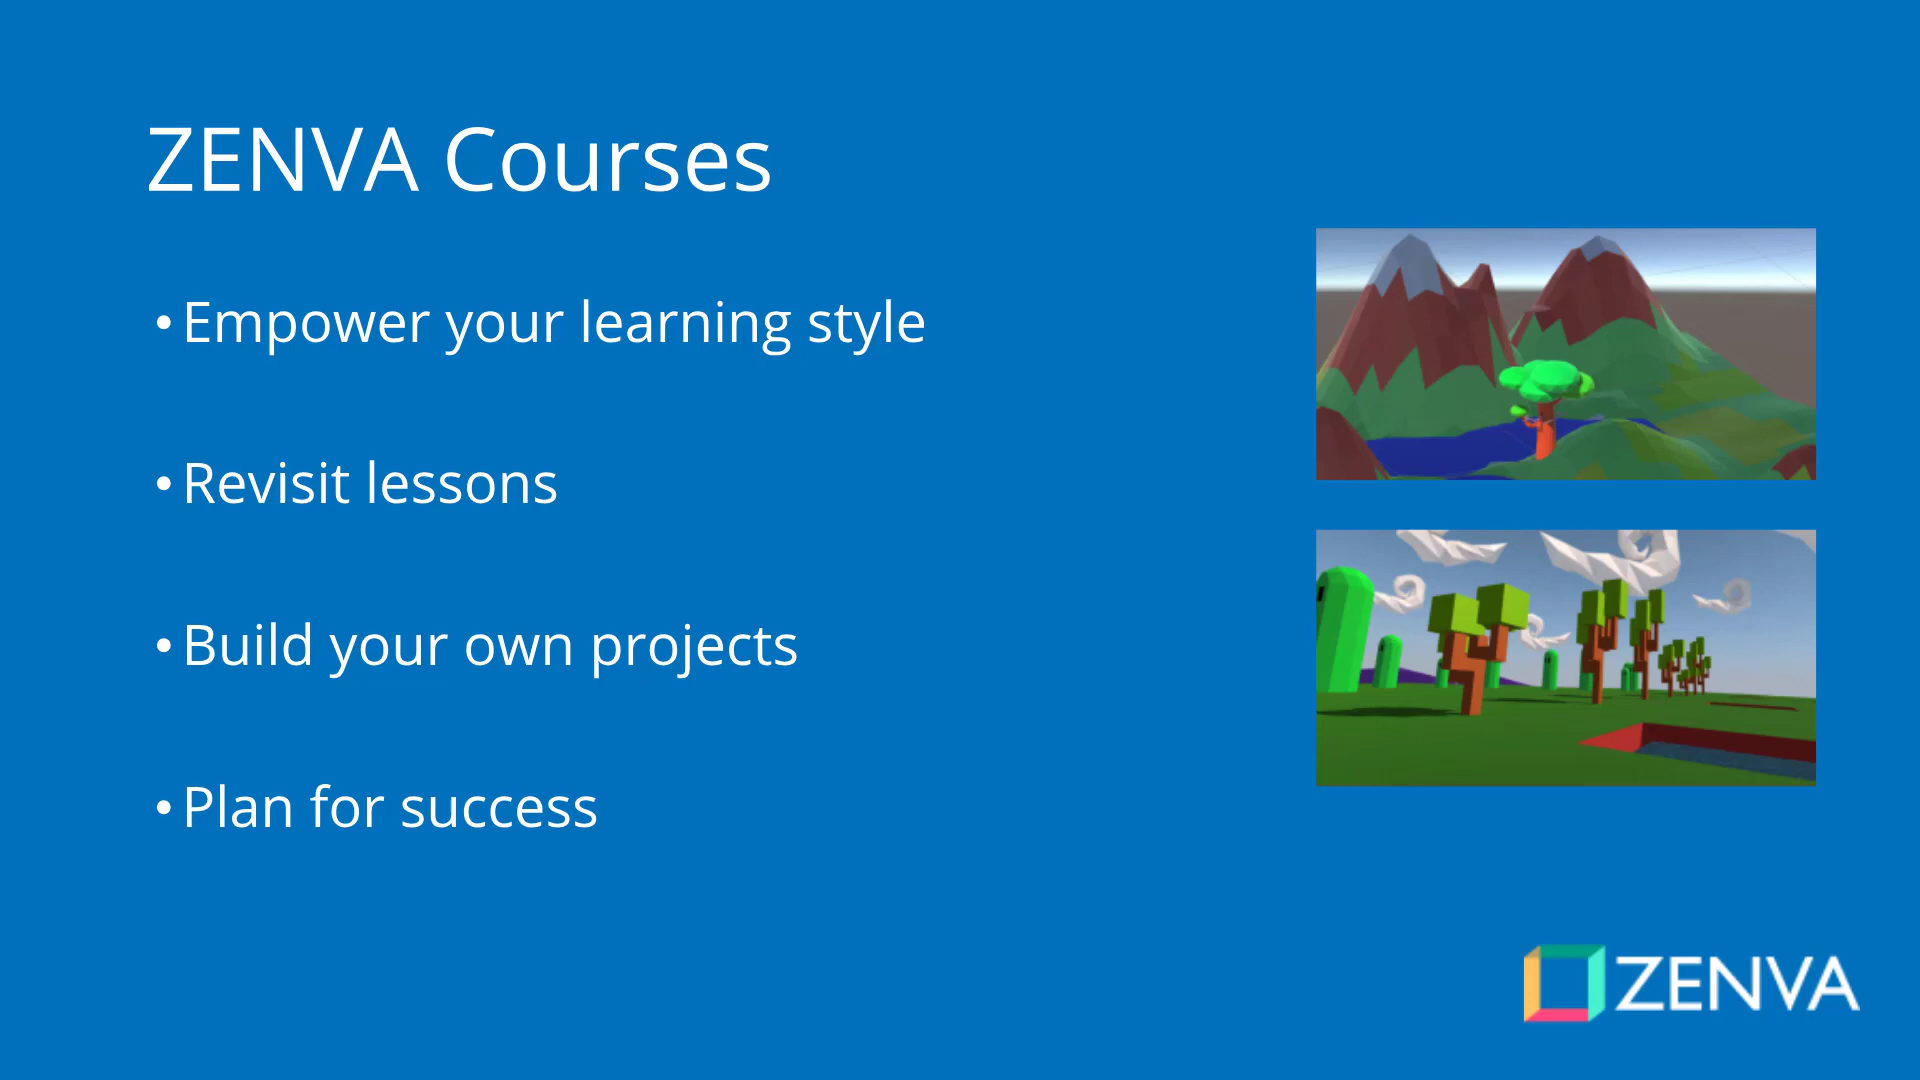 ZENVA Courses
• Empower your learning style
• Revisit lessons
• Build your own projects
• Plan for success
ZENVA